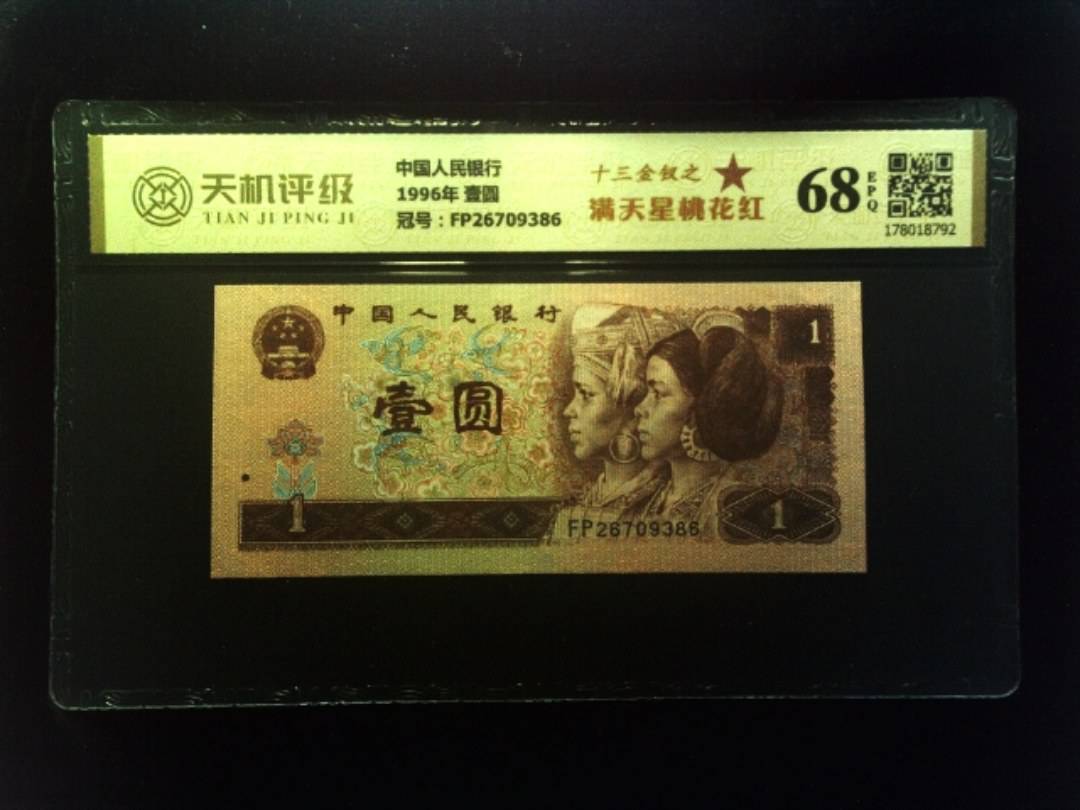 天机评级
TIAN JI PING JI
中国人民银行
1996年 壹圆
冠号：FP26709386
十三金钗之
满天星桃花红
68
EPQ
178018792
中国人民银行
壹圆
1
1
FP26709386
1